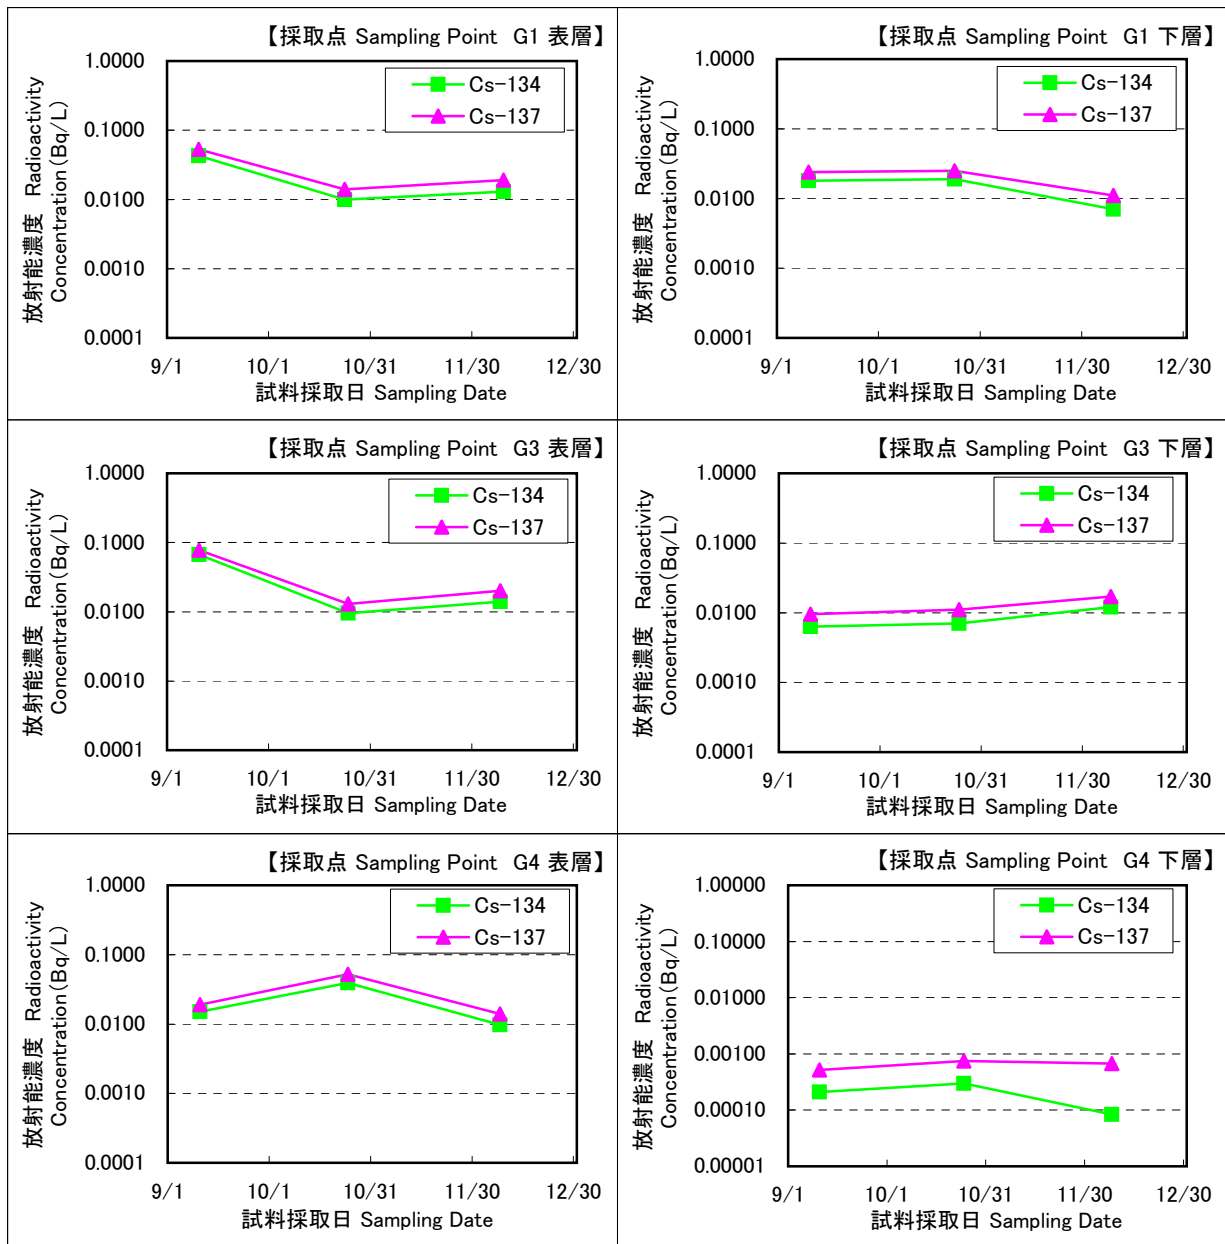 【採取点 Sampling Point G1 表層】
放射能濃度 Radioactivity
Concentration(Bq/L)
1.0000
0.1000
0.0100
0.0010
0.0001
Cs-134
Cs-137
9/1 10/1 10/31 11/30 12/30
試料採取日 Sampling Date
【採取点 Sampling Point G1 下層】
放射能濃度 Radioactivity
Concentration(Bq/L)
1.0000
0.1000
0.0100
0.0010
0.0001
Cs-134
Cs-137
9/1 10/1 10/31 11/30 12/30
試料採取日 Sampling Date
【採取点 Sampling Point G3 表層】
放射能濃度 Radioactivity
Concentration(Bq/L)
1.0000
0.1000
0.0100
0.0010
0.0001
Cs-134
Cs-137
9/1 10/1 10/31 11/30 12/30
試料採取日 Sampling Date
【採取点 Sampling Point G3 下層】
放射能濃度 Radioactivity
Concentration(Bq/L)
1.0000
0.1000
0.0100
0.0010
0.0001
Cs-134
Cs-137
9/1 10/1 10/31 11/30 12/30
試料採取日 Sampling Date
【採取点 Sampling Point G4 表層】
放射能濃度 Radioactivity
Concentration(Bq/L)
1.0000
0.1000
0.0100
0.0010
0.0001
Cs-134
Cs-137
9/1 10/1 10/31 11/30 12/30
試料採取日 Sampling Date
【採取点 Sampling Point G4 下層】
放射能濃度 Radioactivity
Concentration(Bq/L)
1.00000
0.10000
0.01000
0.00100
0.00010
0.00001
Cs-134
Cs-137
9/1 10/1 10/31 11/30 12/30
試料採取日 Sampling Date